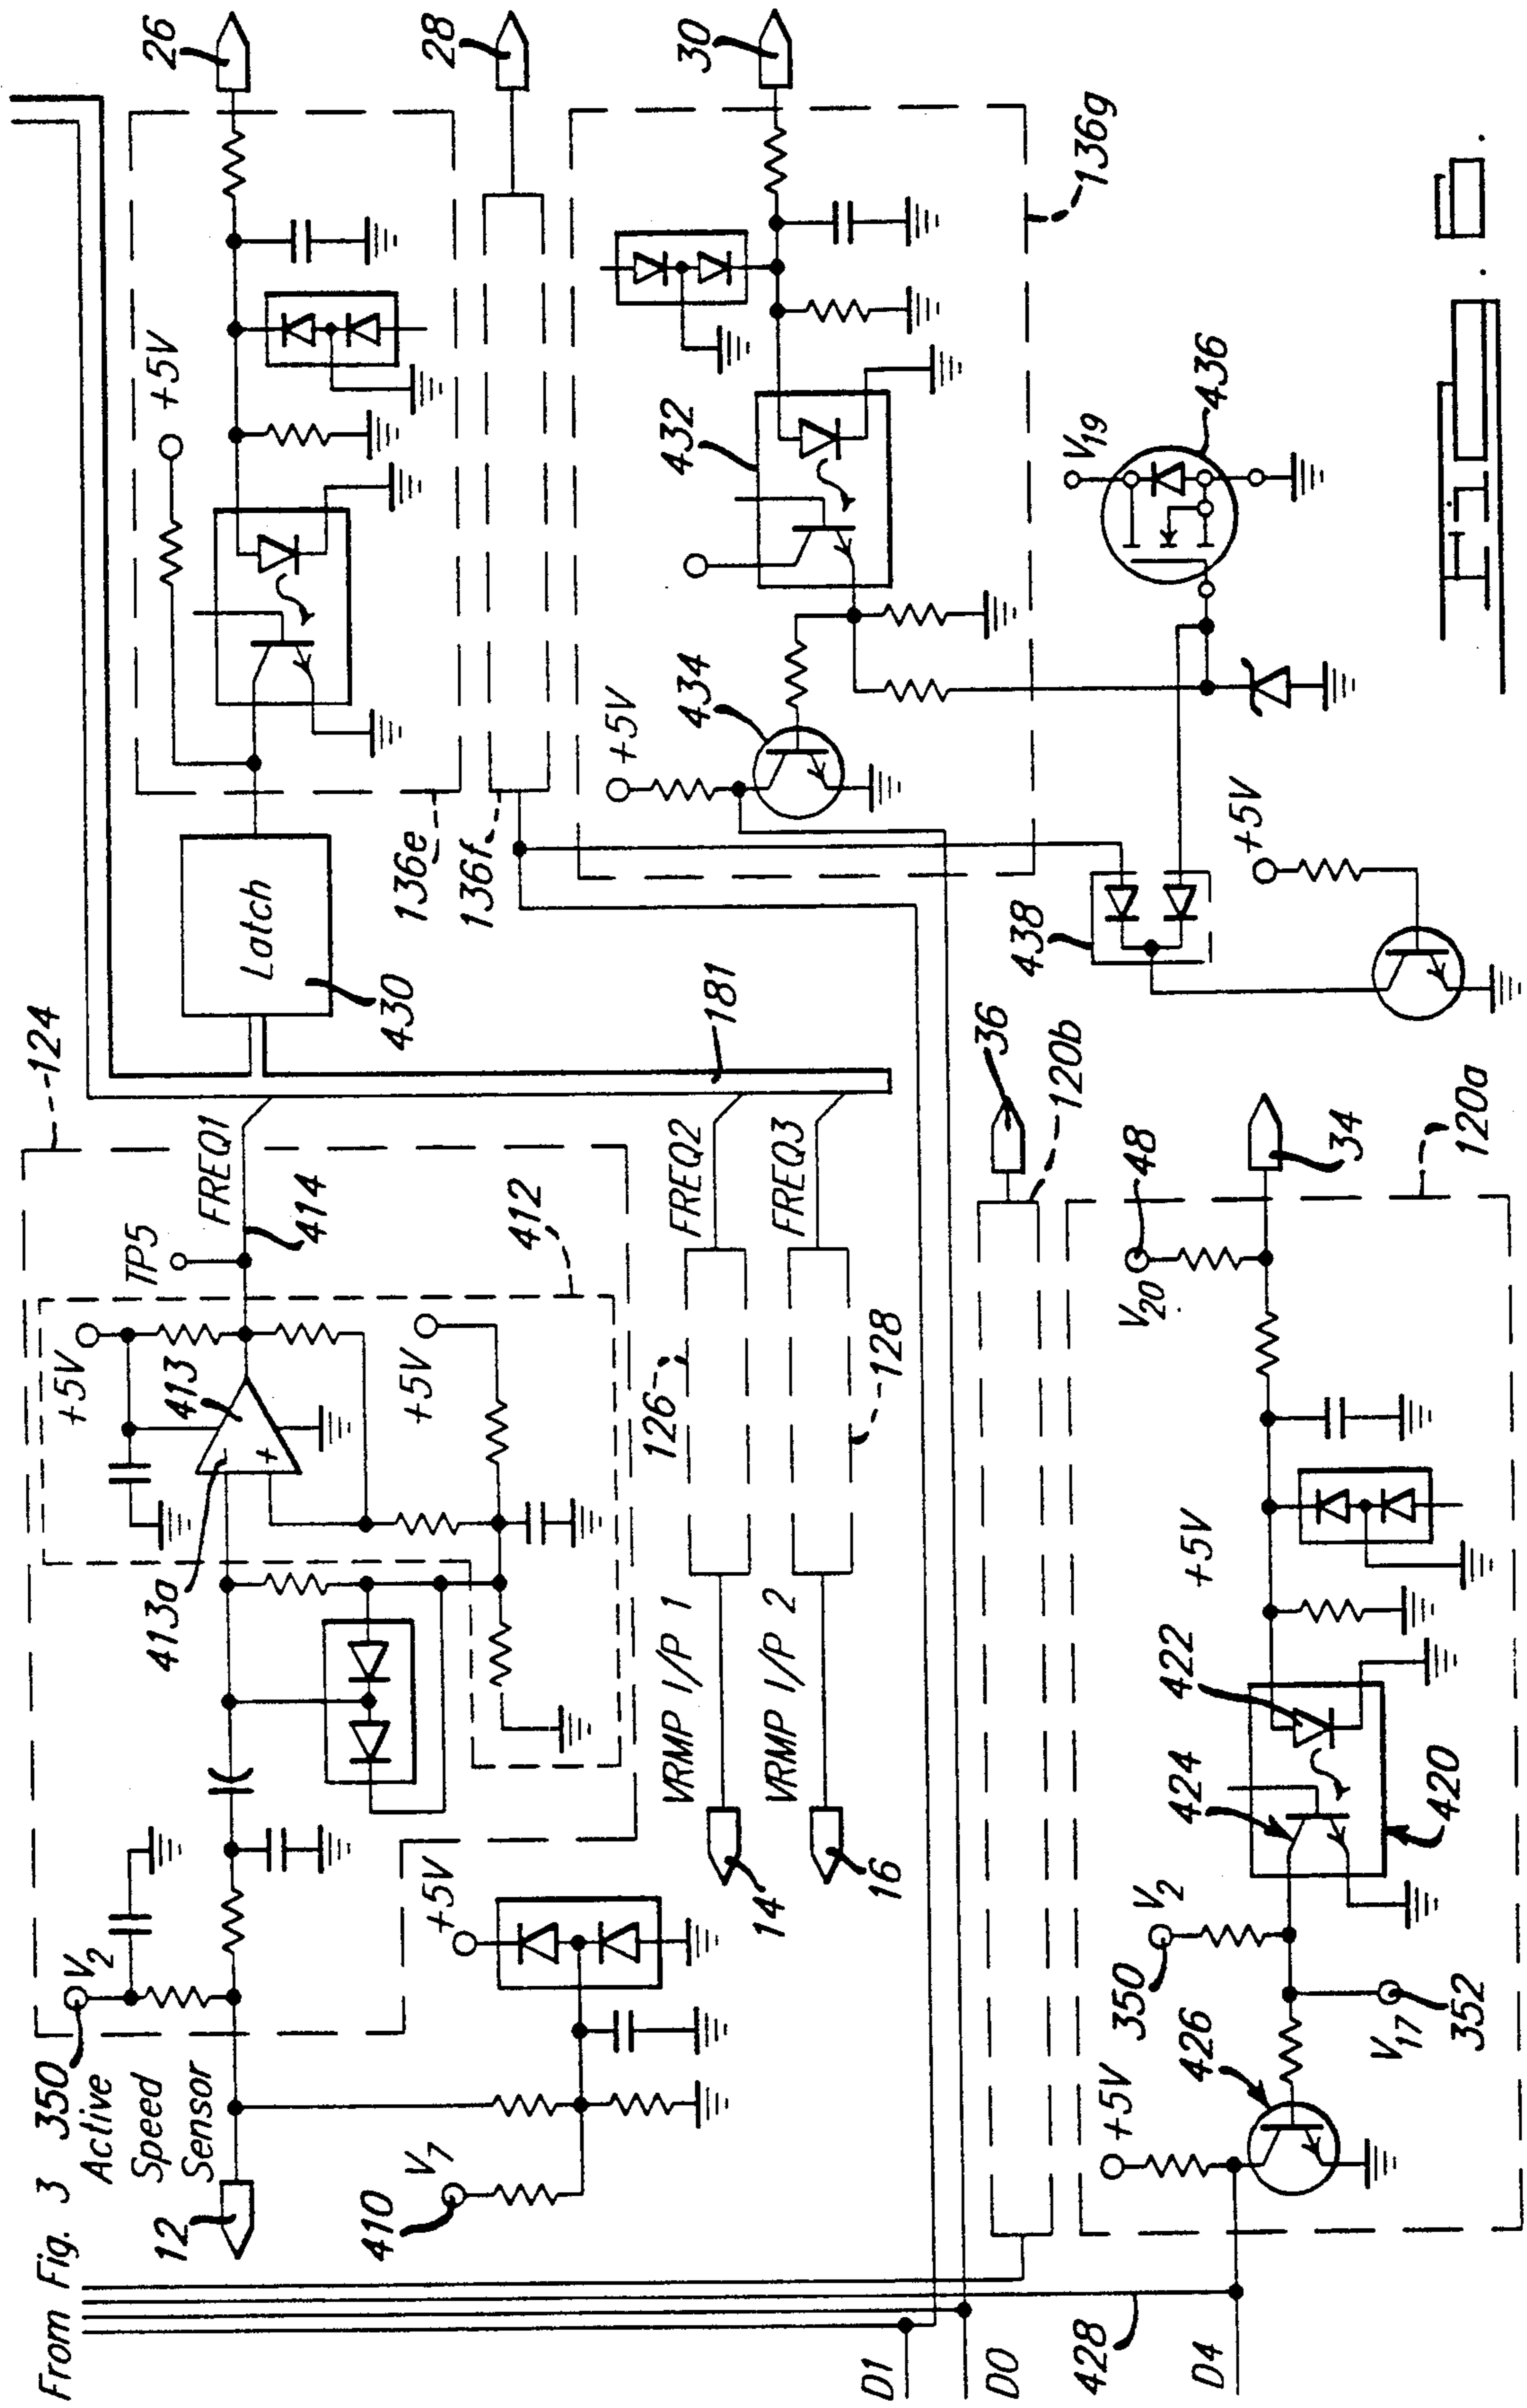 From Fig. 3
350
V2
Active
Speed
Sensor
12
+5V
413
413a
TP5
FREQ1
414
124
Latch
430
+5V
26
410
V7
+5V
+5V
412
136e
136f
28
VRMP I/P 1
14
126
FREQ2
181
+5V
434
432
30
VRMP I/P 2
16
128
FREQ3
D1
D0
428
D4
36
120b
438
136g
V19
436
+5V
+5V
426
350
V2
424
422
+5V
V20
48
V17
352
420
34
120a